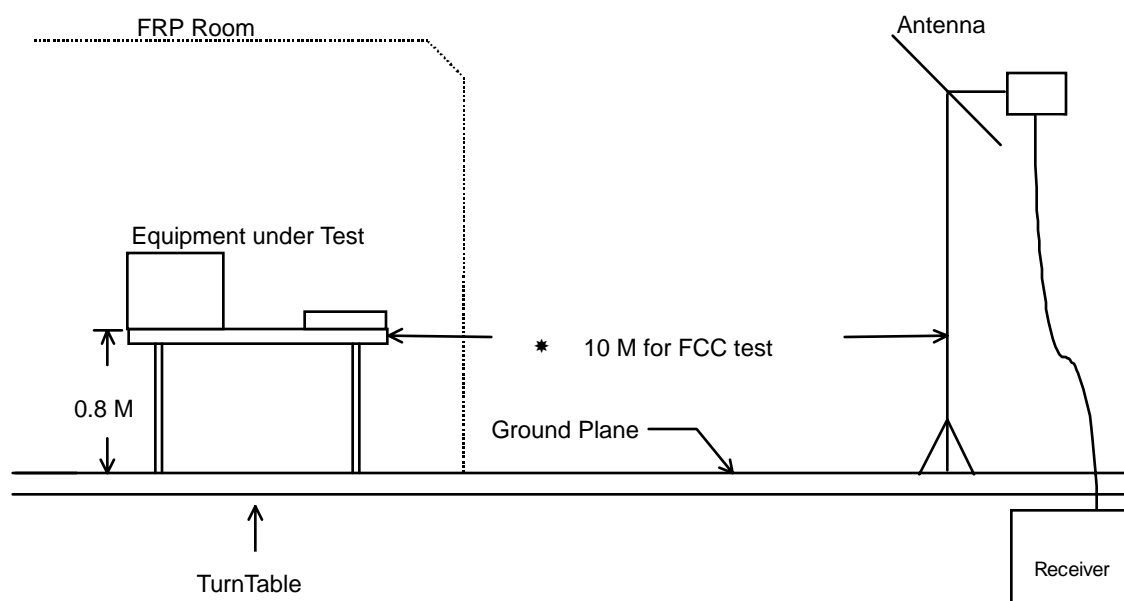 FRP Room
Antenna
Equipment under Test
✷ 10 M for FCC test
0.8 M
Ground Plane
TurnTable
Receiver